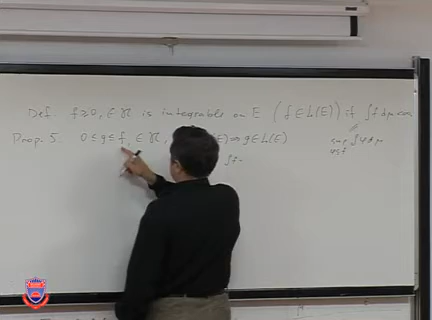 Def. f ≥ 0, ∈ 𝔐 is integrable on E (f ∈ L(E)) if ∫f dμ < ∞
Prop. 5. 0 ≤ g ≤ f, ∈ 𝔐, (E) ⇒ g ∈ L(E)
sup ∫φ dμ
φ≤f
∫f -